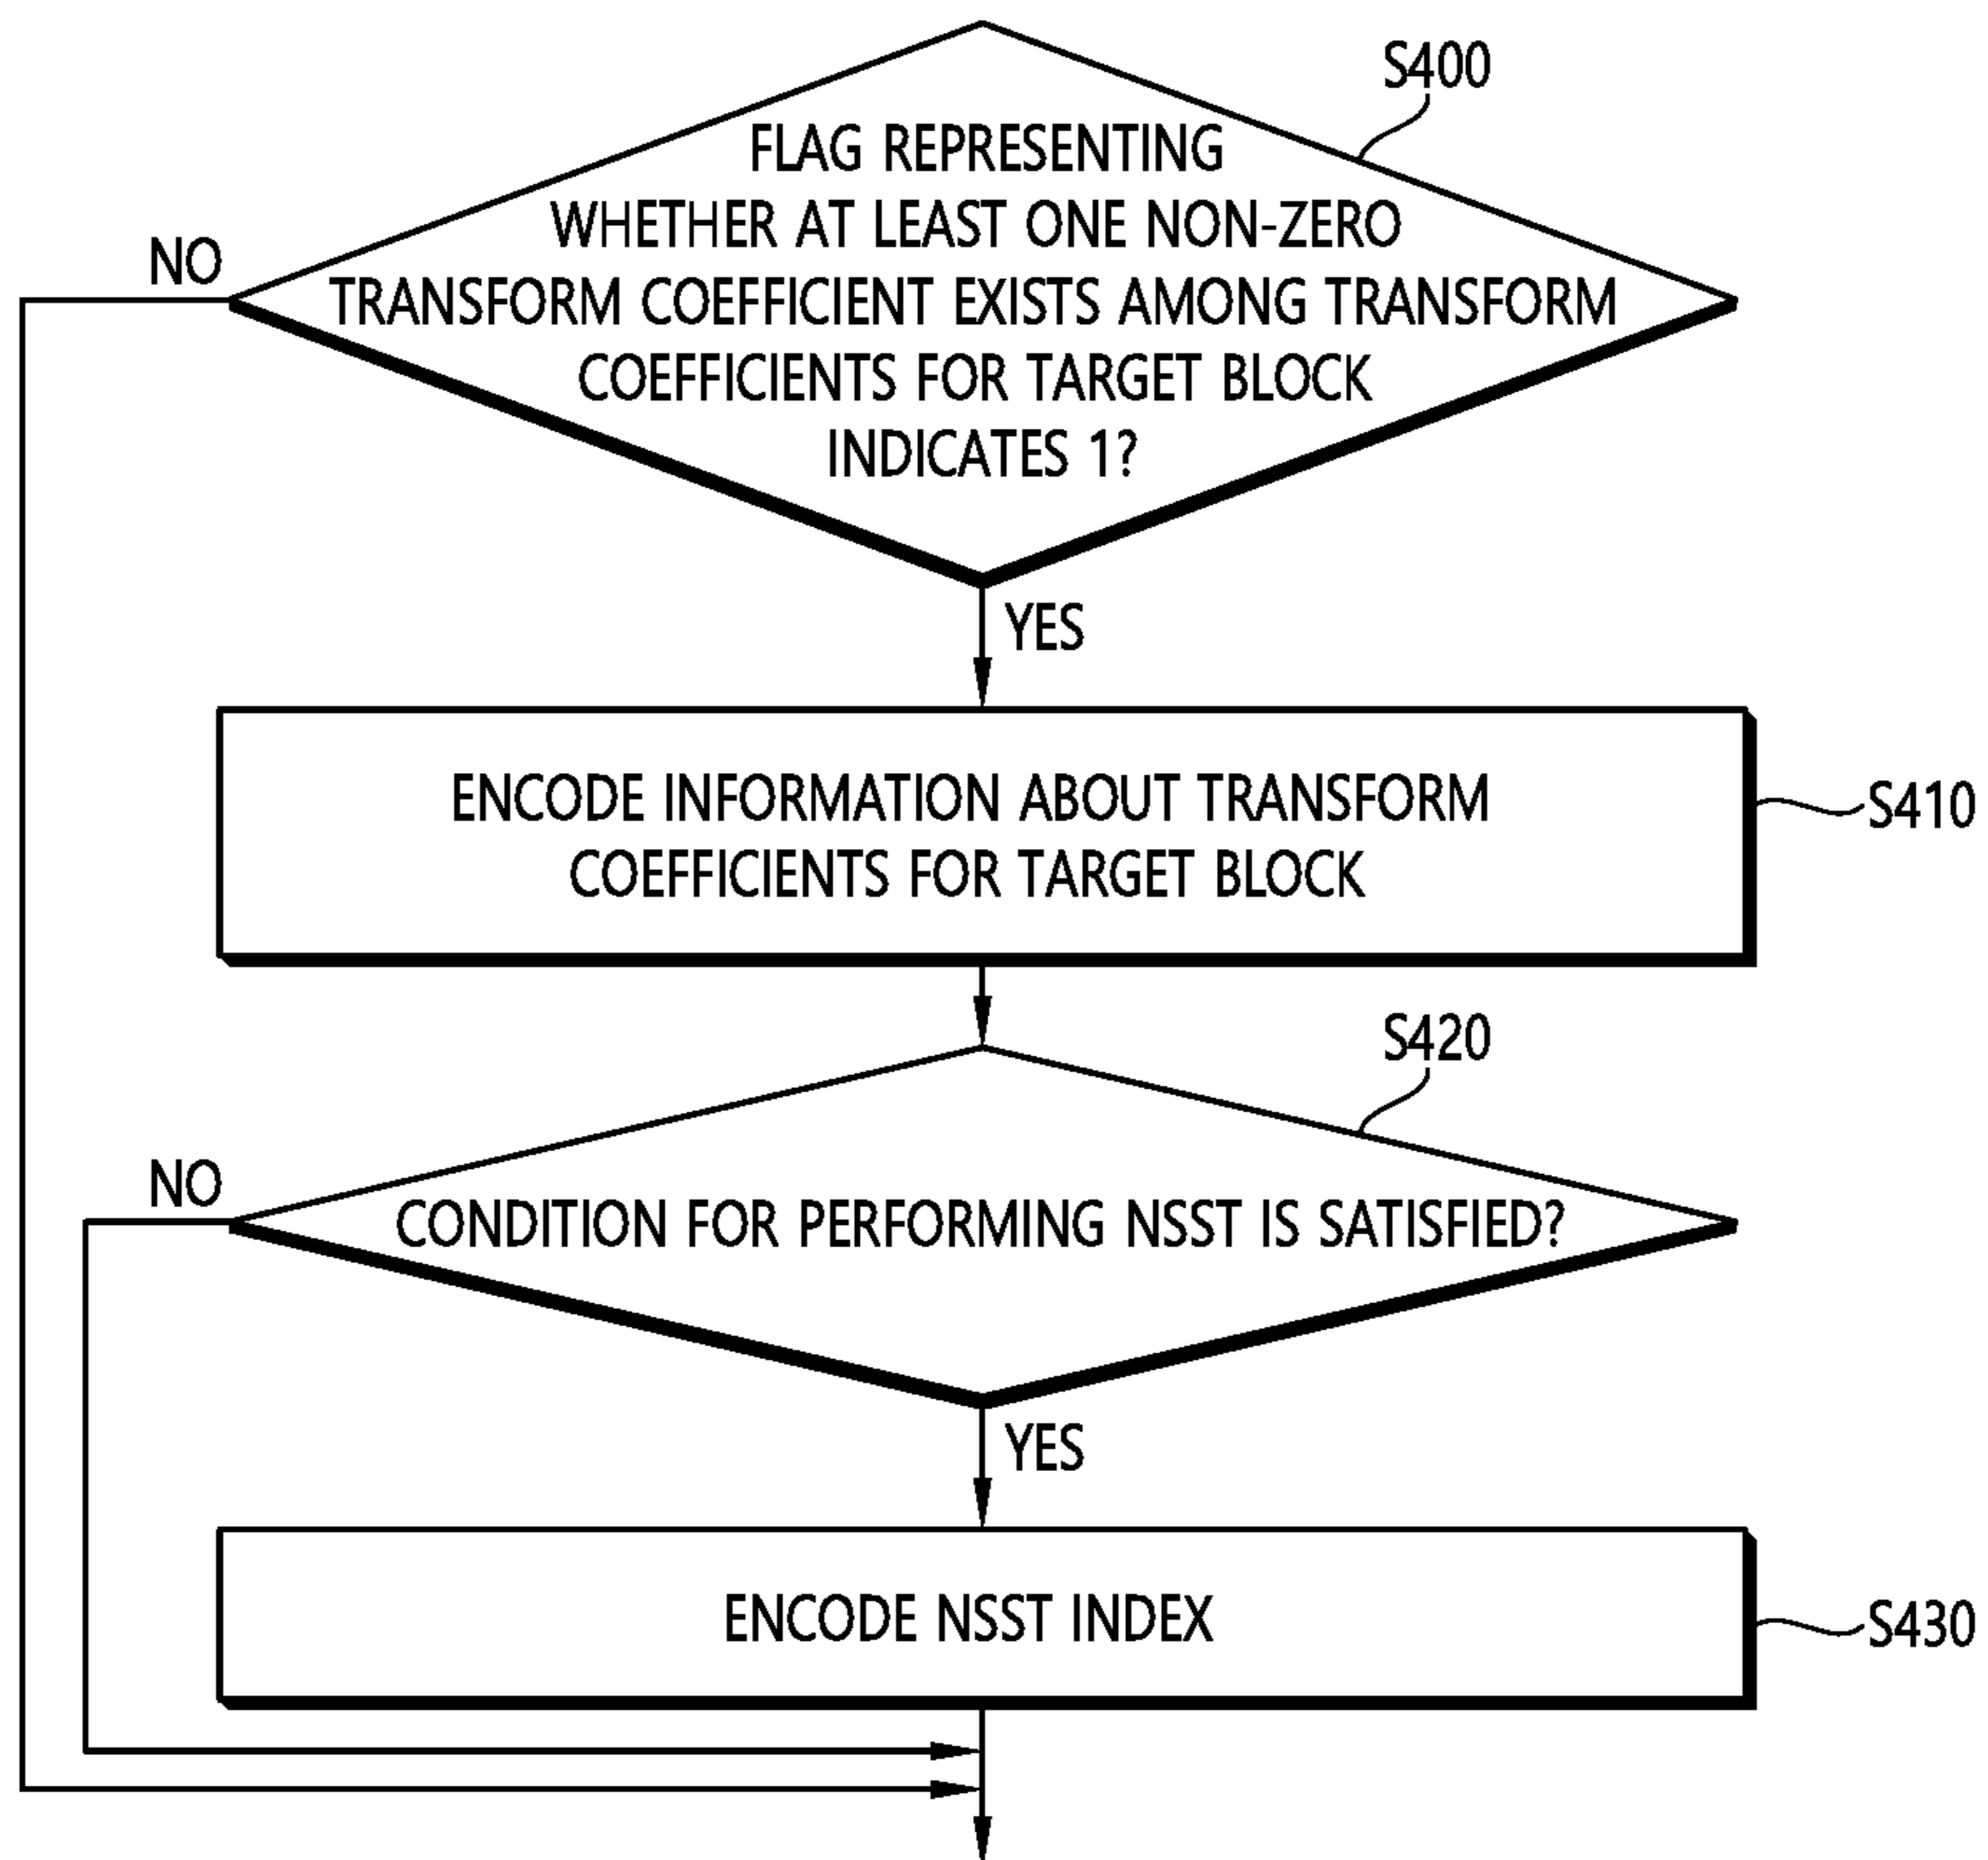 S400
FLAG REPRESENTING
WHETHER AT LEAST ONE NON-ZERO
TRANSFORM COEFFICIENT EXISTS AMONG TRANSFORM
COEFFICIENTS FOR TARGET BLOCK
INDICATES 1?
NO
YES
ENCODE INFORMATION ABOUT TRANSFORM
COEFFICIENTS FOR TARGET BLOCK
S410
S420
NO
CONDITION FOR PERFORMING NSST IS SATISFIED?
YES
ENCODE NSST INDEX
S430